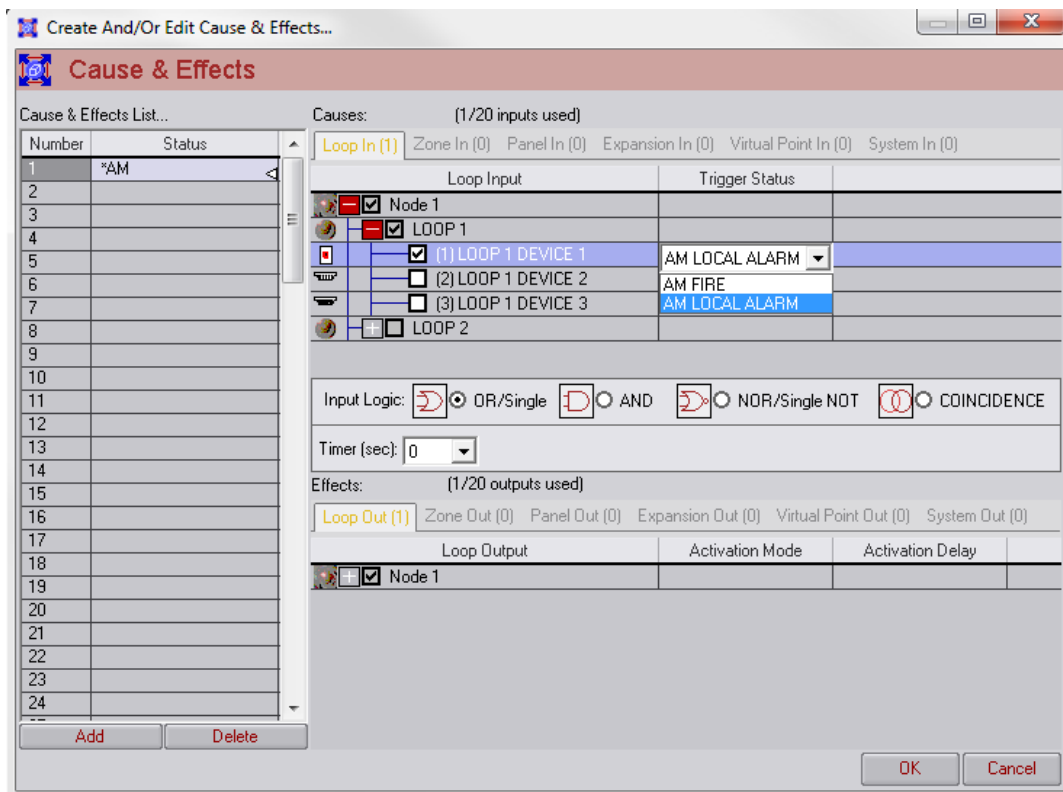 Create And/Or Edit Cause & Effects...
Cause & Effects
Cause & Effects List...
Number Status
1 *AM
2
3
4
5
6
7
8
9
10
11
12
13
14
15
16
17
18
19
20
21
22
23
24
Add Delete
Causes: (1/20 inputs used)
Loop In (1) Zone In (0) Panel In (0) Expansion In (0) Virtual Point In (0) System In (0)
Loop Input Trigger Status
Node 1
LOOP 1
(1) LOOP 1 DEVICE 1 AM LOCAL ALARM
(2) LOOP 1 DEVICE 2 AM FIRE
(3) LOOP 1 DEVICE 3 AM LOCAL ALARM
LOOP 2
Input Logic: OR/Single AND NOR/Single NOT COINCIDENCE
Timer (sec): 0
Effects: (1/20 outputs used)
Loop Out (1) Zone Out (0) Panel Out (0) Expansion Out (0) Virtual Point Out (0) System Out (0)
Loop Output Activation Mode Activation Delay
Node 1
OK Cancel